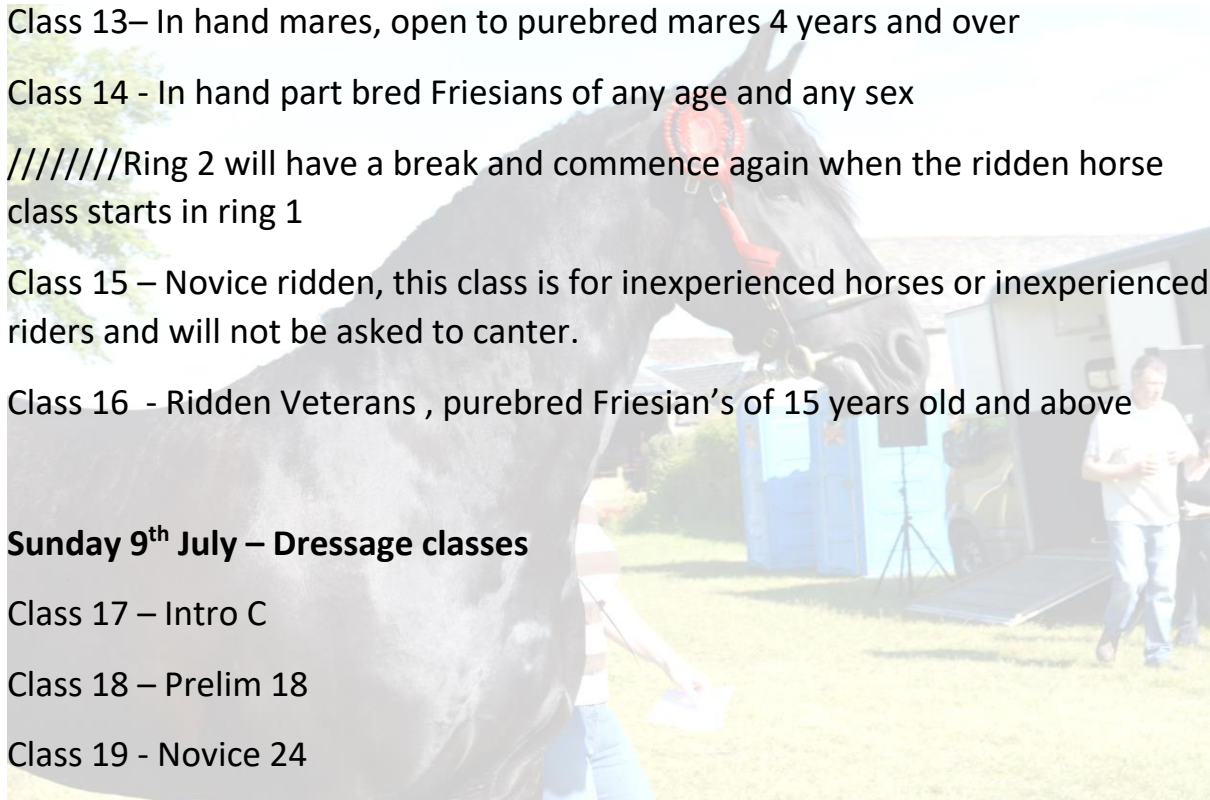 Class 13– In hand mares, open to purebred mares 4 years and over
Class 14 - In hand part bred Friesians of any age and any sex
////////Ring 2 will have a break and commence again when the ridden horse
class starts in ring 1
Class 15 – Novice ridden, this class is for inexperienced horses or inexperienced
riders and will not be asked to canter.
Class 16  - Ridden Veterans , purebred Friesian’s of 15 years old and above
Sunday 9th July – Dressage classes
Class 17 – Intro C
Class 18 – Prelim 18
Class 19 - Novice 24